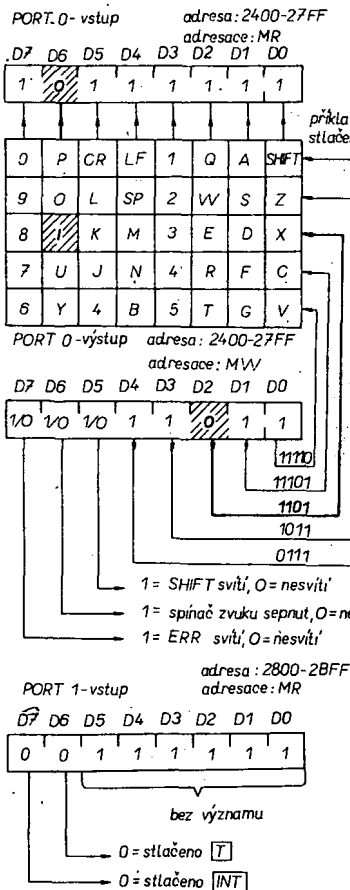 PORT 0-vstup adresa: 2400-27FF
adresace: MR
D7 D6 D5 D4 D3 D2 D1 D0
1 0 1 1 1 1 1 1
příkla
stlače
0 P CR LF 1 Q A SHIFT
9 O L SP 2 W S Z
8 I K M 3 E D X
7 U J N 4 R F C
6 Y 4 B 5 T G V
PORT 0-výstup adresa: 2400-27FF
adresace: MW
D7 D6 D5 D4 D3 D2 D1 D0
1/0 1/0 1/0 1 1 0 1 1
11110
11101
1101
1011
0111
1= SHIFT svítí, 0= nesvítí
1= spínač zvuku sepnut, 0= ne
1= ERR svítí, 0= nesvítí
adresa: 2800-2BFF
PORT 1-vstup adresace: MR
D7 D6 D5 D4 D3 D2 D1 D0
0 0 1 1 1 1 1 1
bez významu
0= stlačeno T
0= stlačeno INT